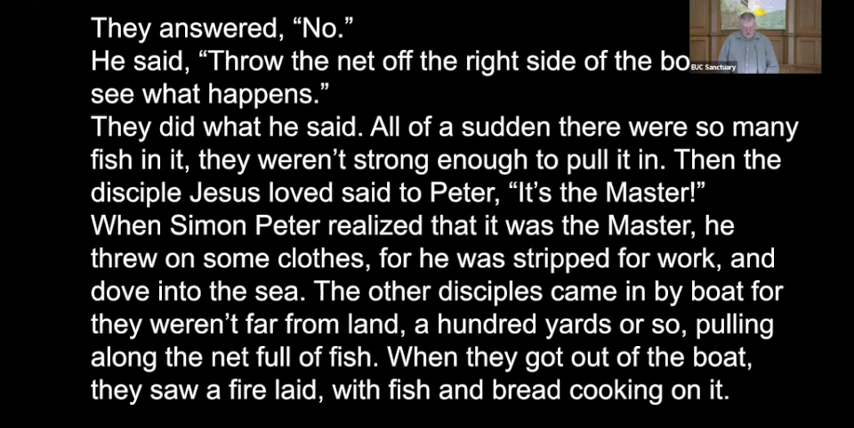 They answered, “No.”
He said, “Throw the net off the right side of the bo
see what happens.”
They did what he said. All of a sudden there were so many
fish in it, they weren’t strong enough to pull it in. Then the
disciple Jesus loved said to Peter, “It’s the Master!”
When Simon Peter realized that it was the Master, he
threw on some clothes, for he was stripped for work, and
dove into the sea. The other disciples came in by boat for
they weren’t far from land, a hundred yards or so, pulling
along the net full of fish. When they got out of the boat,
they saw a fire laid, with fish and bread cooking on it.
EUC Sanctuary